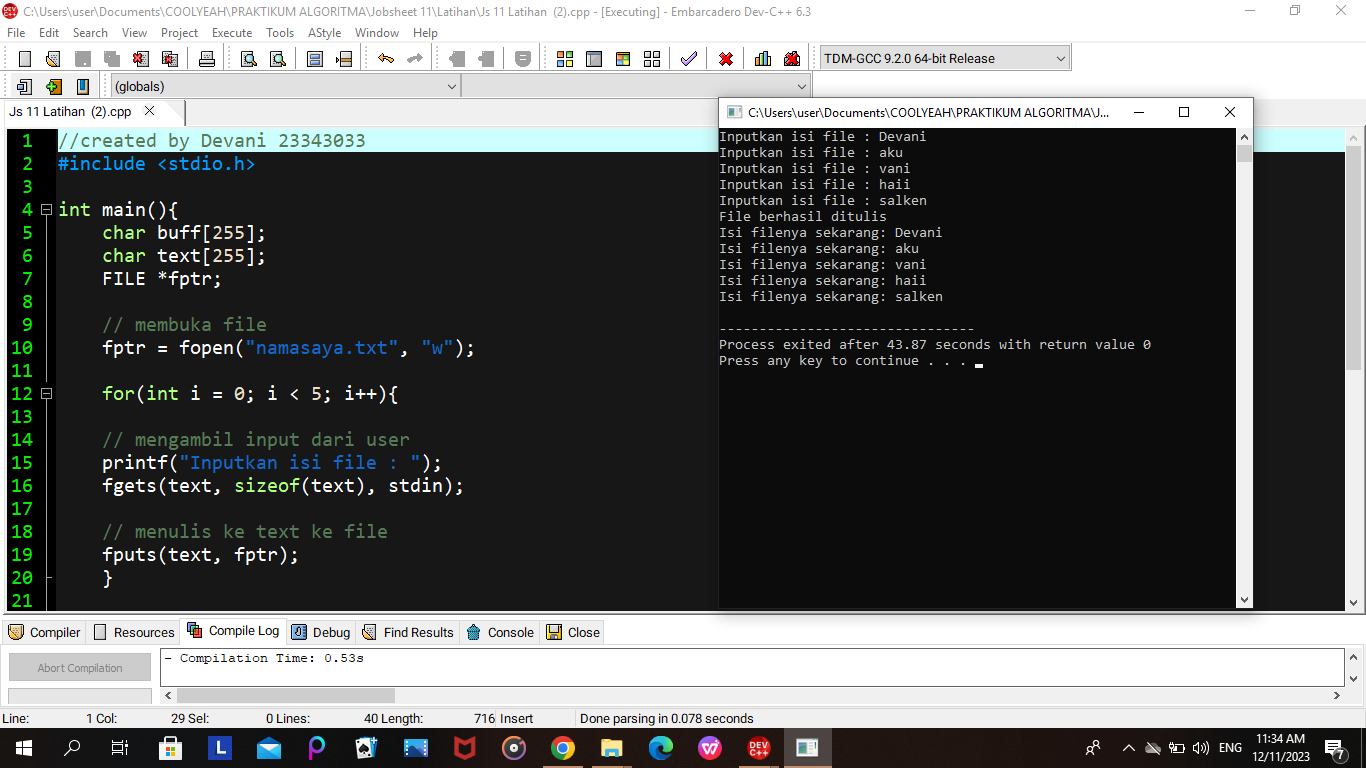 C:\Users\user\Documents\COOLYEAH\PRAKTIKUM ALGORITMA\Jobsheet 11\Latihan\Js 11 Latihan  (2).cpp - [Executing] - Embarcadero Dev-C++ 6.3
File Edit Search View Project Execute Tools AStyle Window Help
TDM-GCC 9.2.0 64-bit Release
(globals)
Js 11 Latihan  (2).cpp
1 //created by Devani 23343033
2 #include <stdio.h>
3
4 int main(){
5 char buff[255];
6 char text[255];
7 FILE *fptr;
8
9 // membuka file
10 fptr = fopen("namasaya.txt", "w");
11
12 for(int i = 0; i < 5; i++){
13
14 // mengambil input dari user
15 printf("Inputkan isi file : ");
16 fgets(text, sizeof(text), stdin);
17
18 // menulis ke text ke file
19 fputs(text, fptr);
20 }
21
C:\Users\user\Documents\COOLYEAH\PRAKTIKUM ALGORITMA\J...
Inputkan isi file : Devani
Inputkan isi file : aku
Inputkan isi file : vani
Inputkan isi file : haii
Inputkan isi file : salken
File berhasil ditulis
Isi filenya sekarang: Devani
Isi filenya sekarang: aku
Isi filenya sekarang: vani
Isi filenya sekarang: haii
Isi filenya sekarang: salken
--------------------------------
Process exited after 43.87 seconds with return value 0
Press any key to continue . . .
Compiler Resources Compile Log Debug Find Results Console Close
Abort Compilation
- Compilation Time: 0.53s
Line: 1 Col: 29 Sel: 0 Lines: 40 Length: 716 Insert Done parsing in 0.078 seconds
L
DEV C++
ENG
11:34 AM
12/11/2023
7